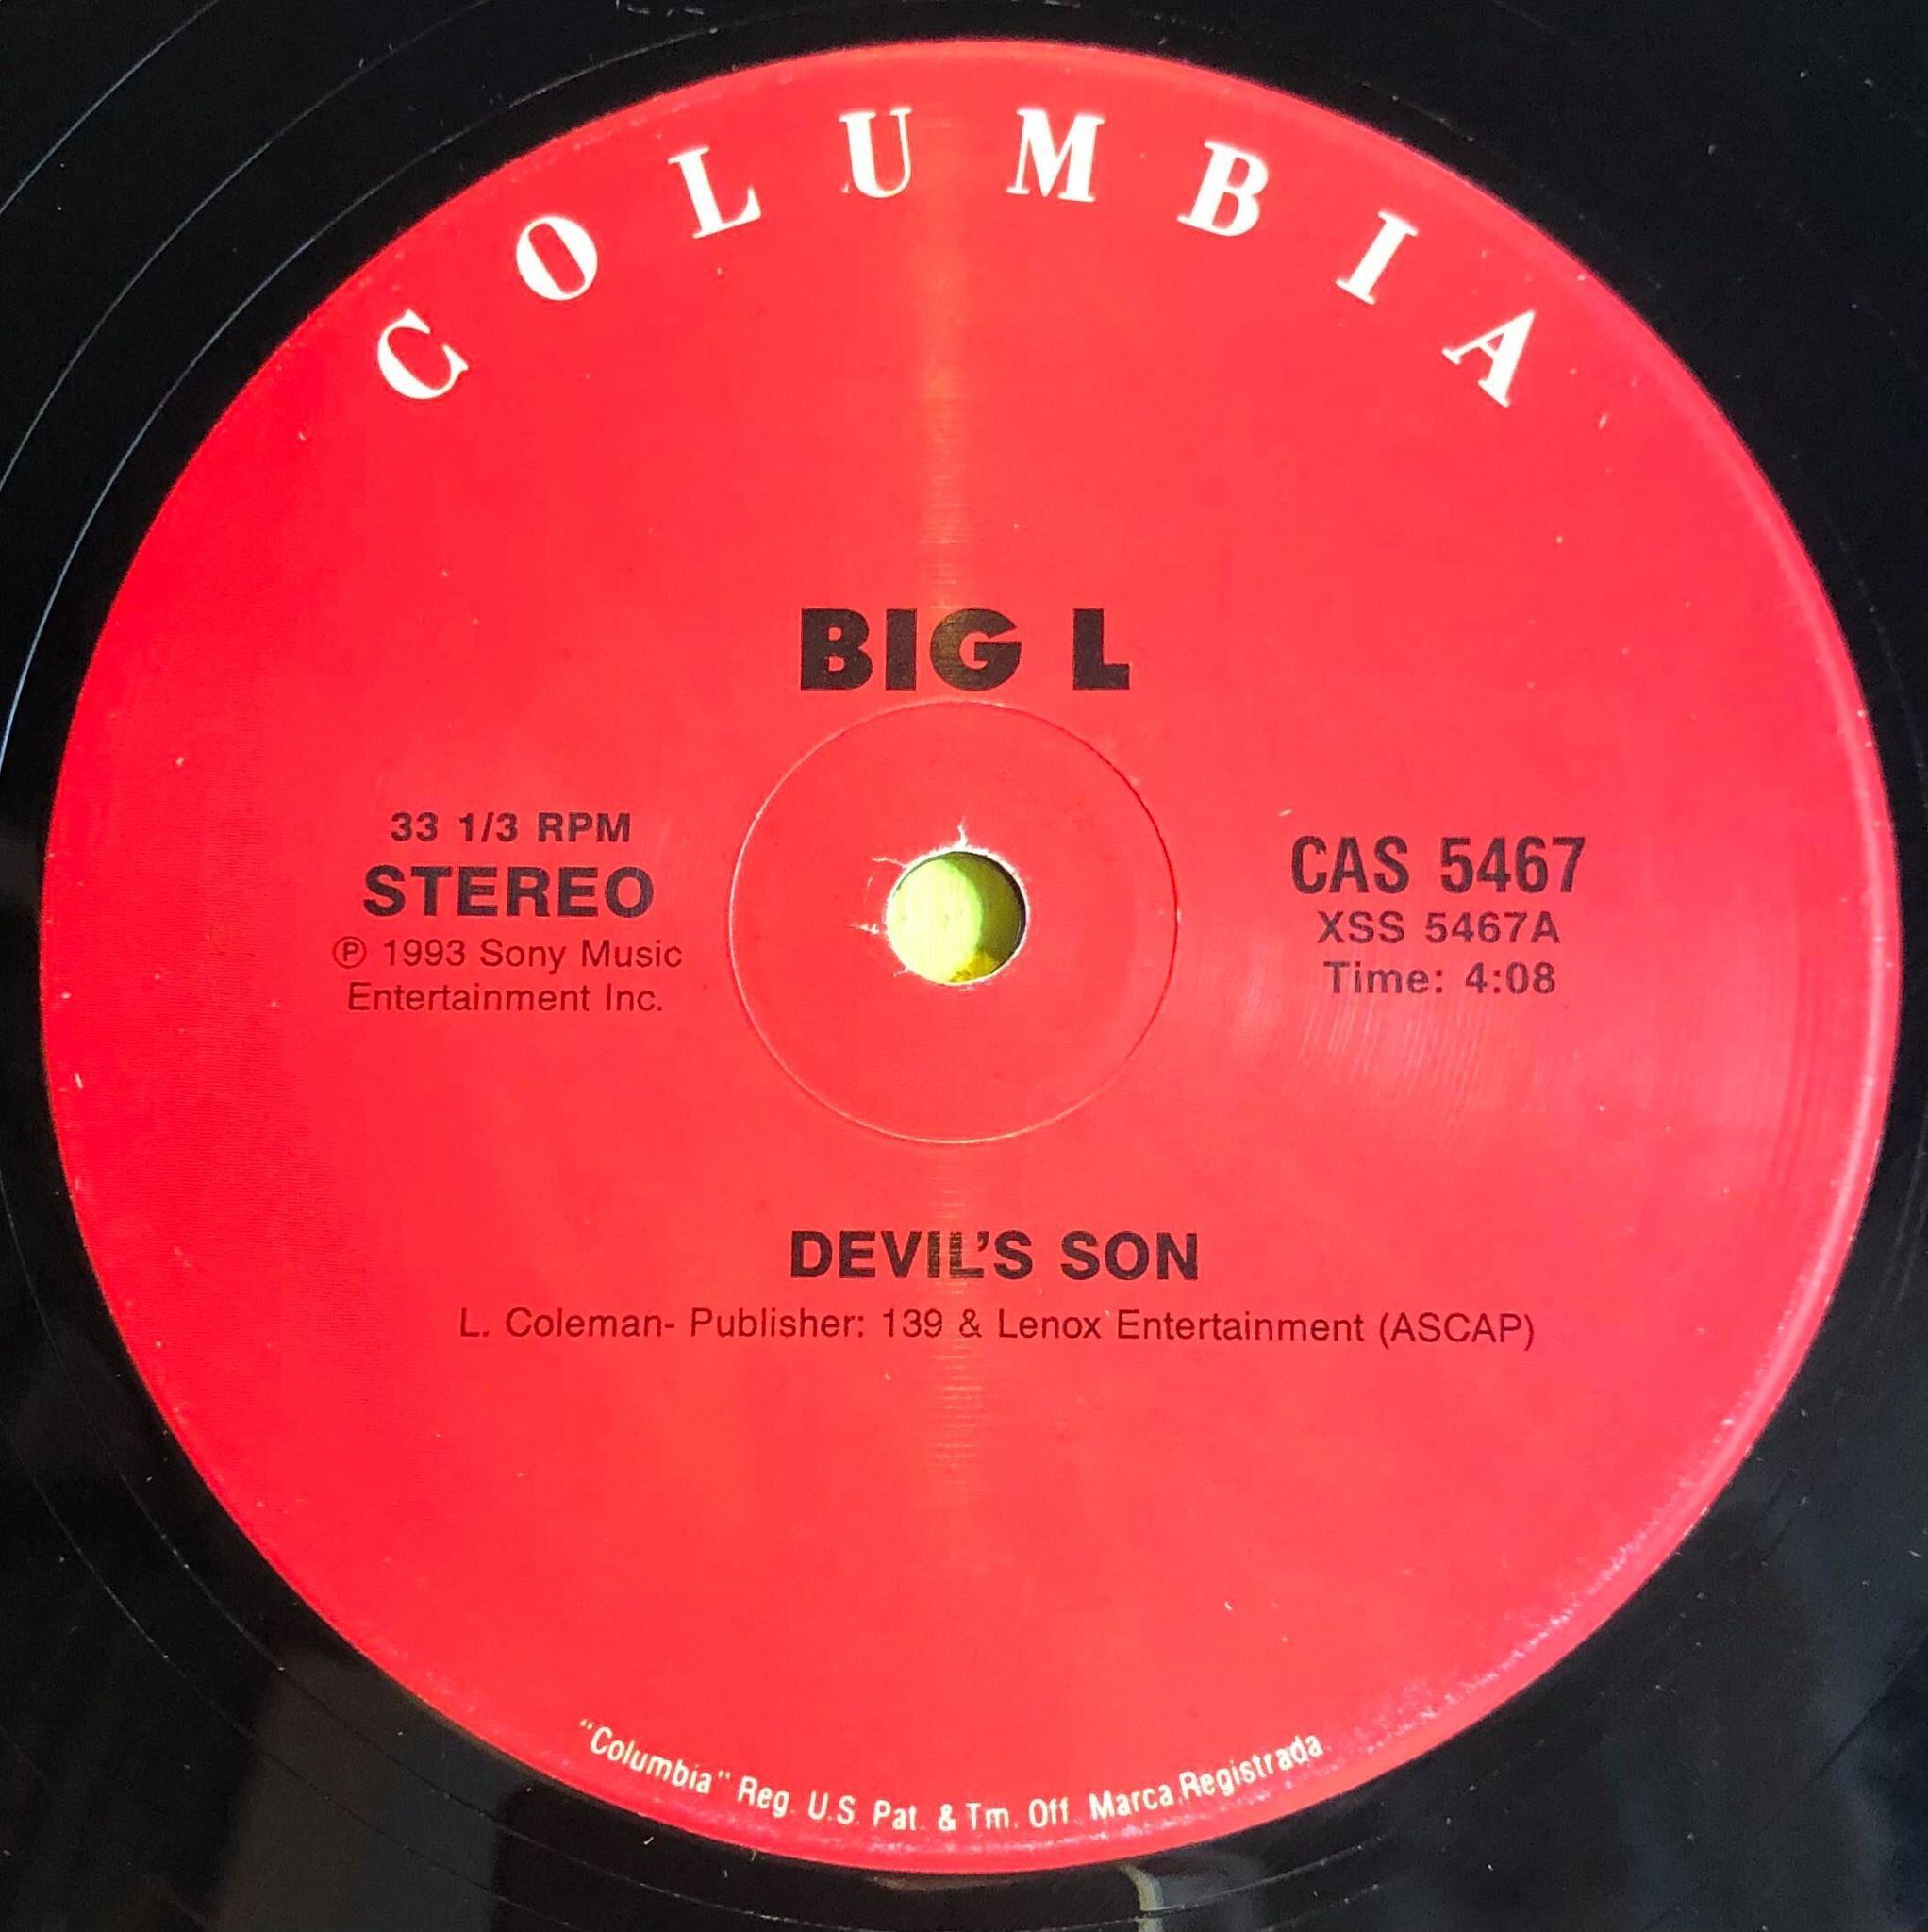 COLUMBIA
BIG L
33 1/3 RPM
STEREO
Ⓟ 1993 Sony Music
Entertainment Inc.
CAS 5467
XSS 5467A
Time: 4:08
DEVIL'S SON
L. Coleman- Publisher: 139 & Lenox Entertainment (ASCAP)
"Columbia" Reg. U.S. Pat. & Tm. Off. Marca Registrada